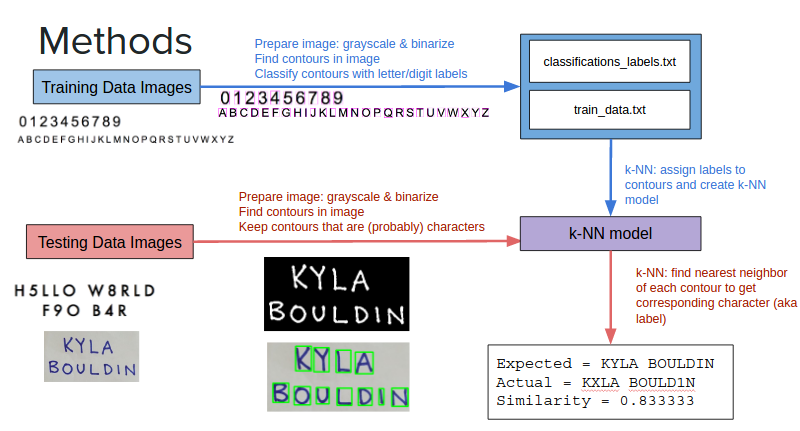 Methods
Prepare image: grayscale & binarize
Find contours in image
Classify contours with letter/digit labels
Training Data Images
classifications_labels.txt
train_data.txt
0123456789
ABCDEFGHIJKLMNOPQRSTUVWXYZ
0123456789
ABCDEFGHIJKLMNOPQRSTUVWXYZ
k-NN: assign labels to
contours and create k-NN
model
Prepare image: grayscale & binarize
Find contours in image
Keep contours that are (probably) characters
Testing Data Images
k-NN model
H5LLO W8RLD
F9O B4R
KYLA
BOULDIN
KYLA
BOULDIN
KYLA
BOULDIN
k-NN: find nearest neighbor
of each contour to get
corresponding character (aka
label)
Expected = KYLA BOULDIN
Actual = KXLA BOULD1N
Similarity = 0.833333